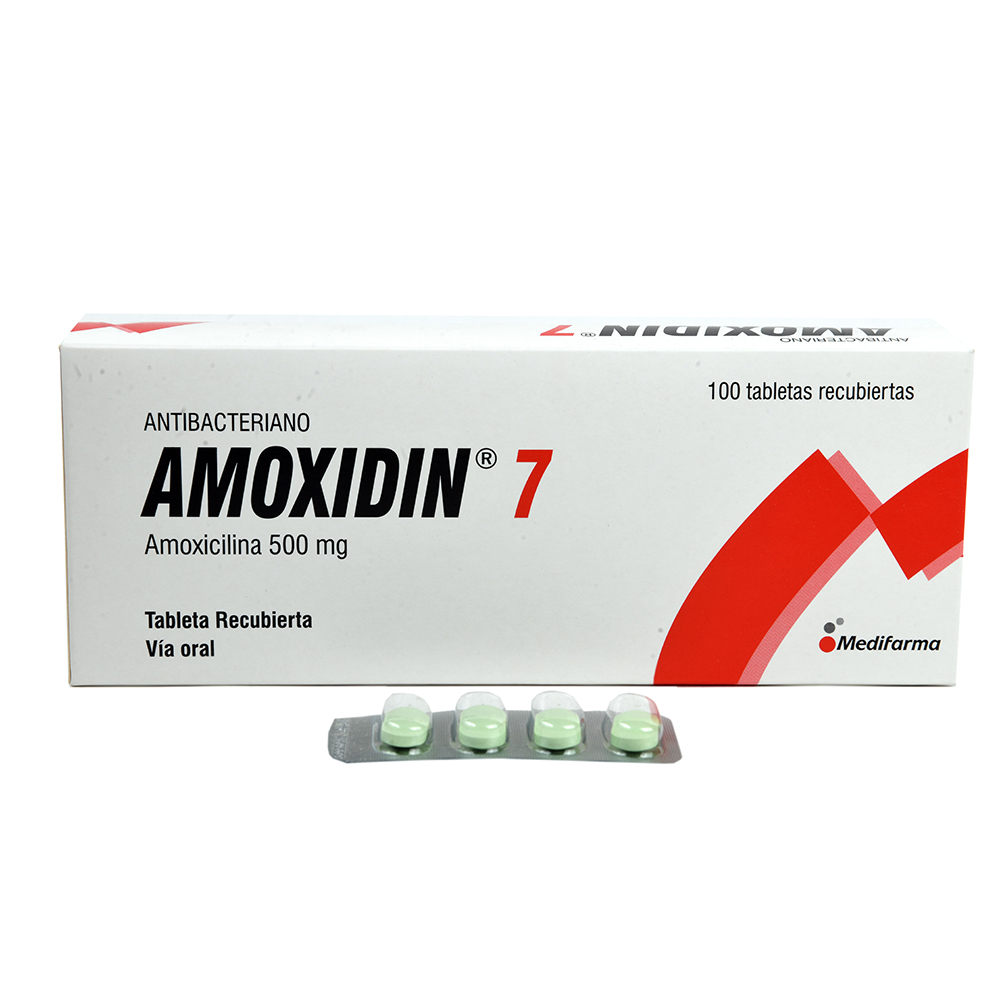 AMOXIDIN® 7
ANTIBACTERIANO
100 tabletas recubiertas
ANTIBACTERIANO
AMOXIDIN® 7
Amoxicilina 500 mg
Tableta Recubierta
Vía oral
Medifarma